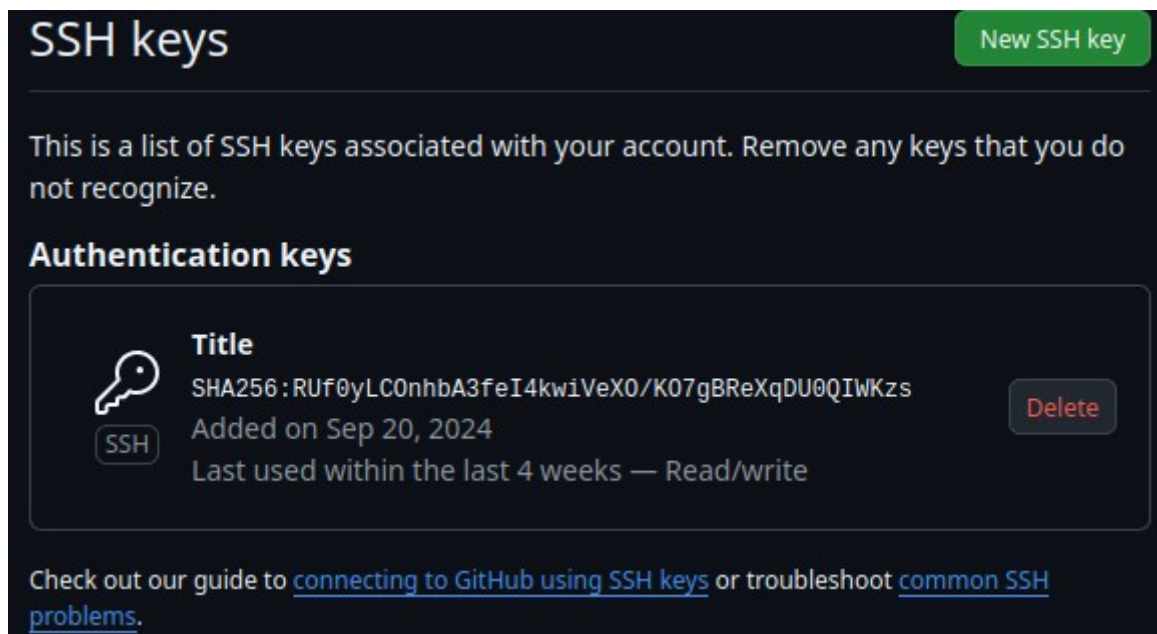 SSH keys
New SSH key
This is a list of SSH keys associated with your account. Remove any keys that you do
not recognize.
Authentication keys
Title
SHA256:RUf0yLCOnhbA3feI4kwiVeXO/KO7gBReXqDU0QIWKzs
SSH
Added on Sep 20, 2024
Last used within the last 4 weeks — Read/write
Delete
Check out our guide to connecting to GitHub using SSH keys or troubleshoot common SSH
problems.